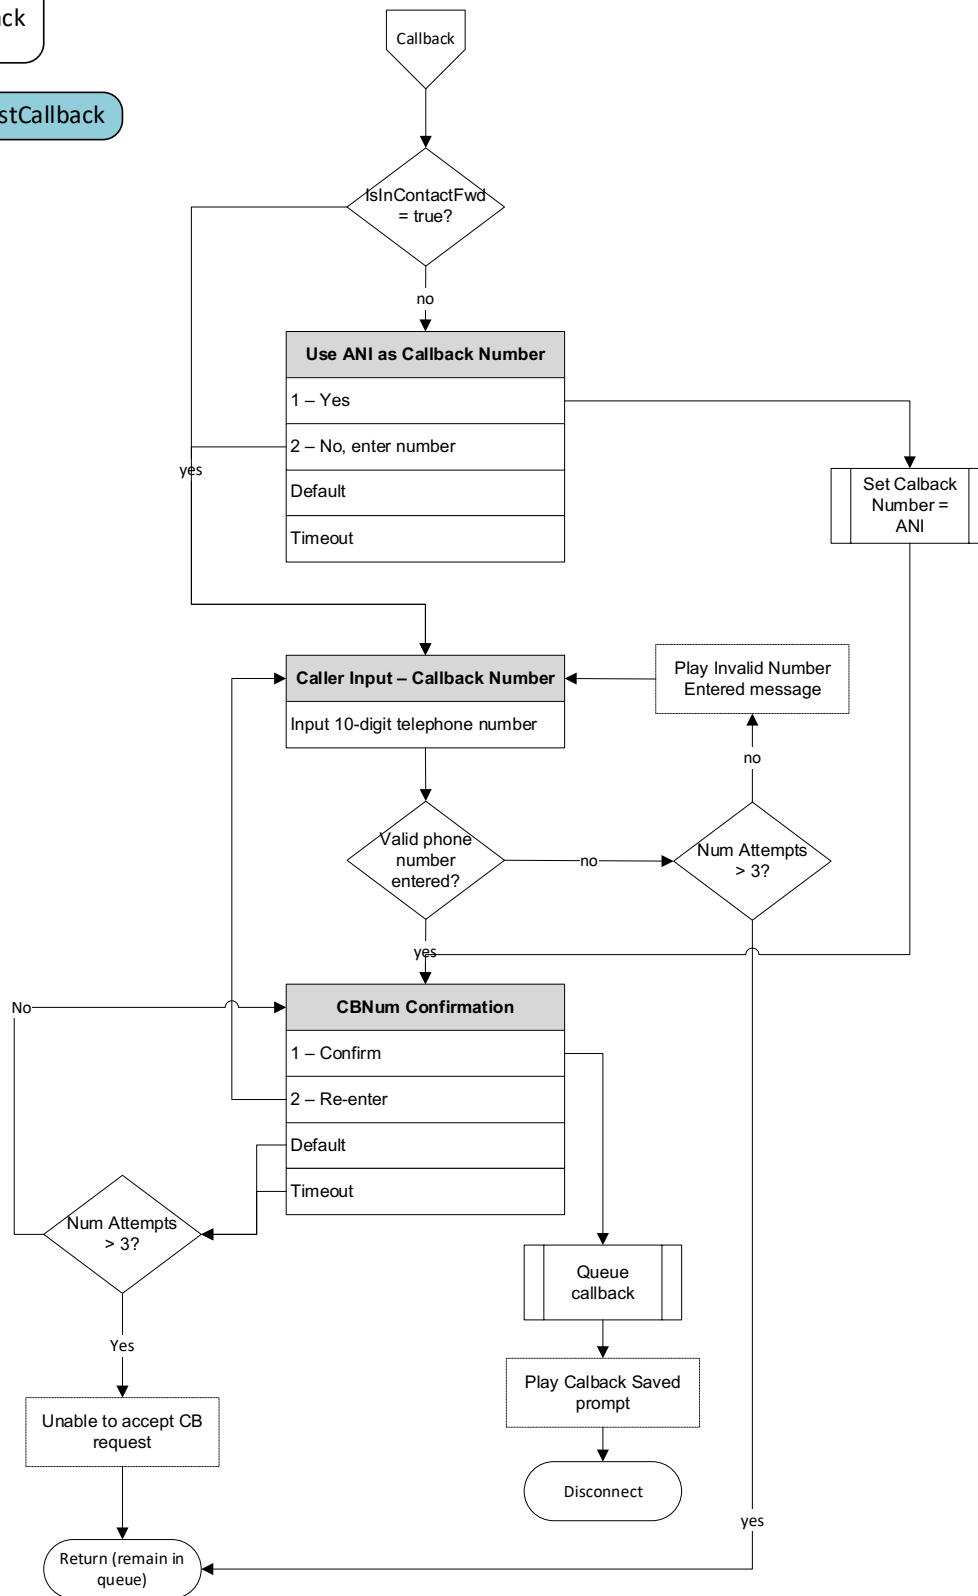 Callback
IsInContactFwd
= true?
no
Use ANI as Callback Number
1 – Yes
2 – No, enter number
yes
Default
Timeout
Set Calback
Number =
ANI
Caller Input – Callback Number
Input 10-digit telephone number
Play Invalid Number
Entered message
no
Valid phone
number
entered?
no
Num Attempts
> 3?
yes
No
CBNum Confirmation
1 – Confirm
2 – Re-enter
Default
Timeout
Num Attempts
> 3?
Queue
callback
Yes
Play Calback Saved
prompt
Unable to accept CB
request
Disconnect
yes
Return (remain in
queue)